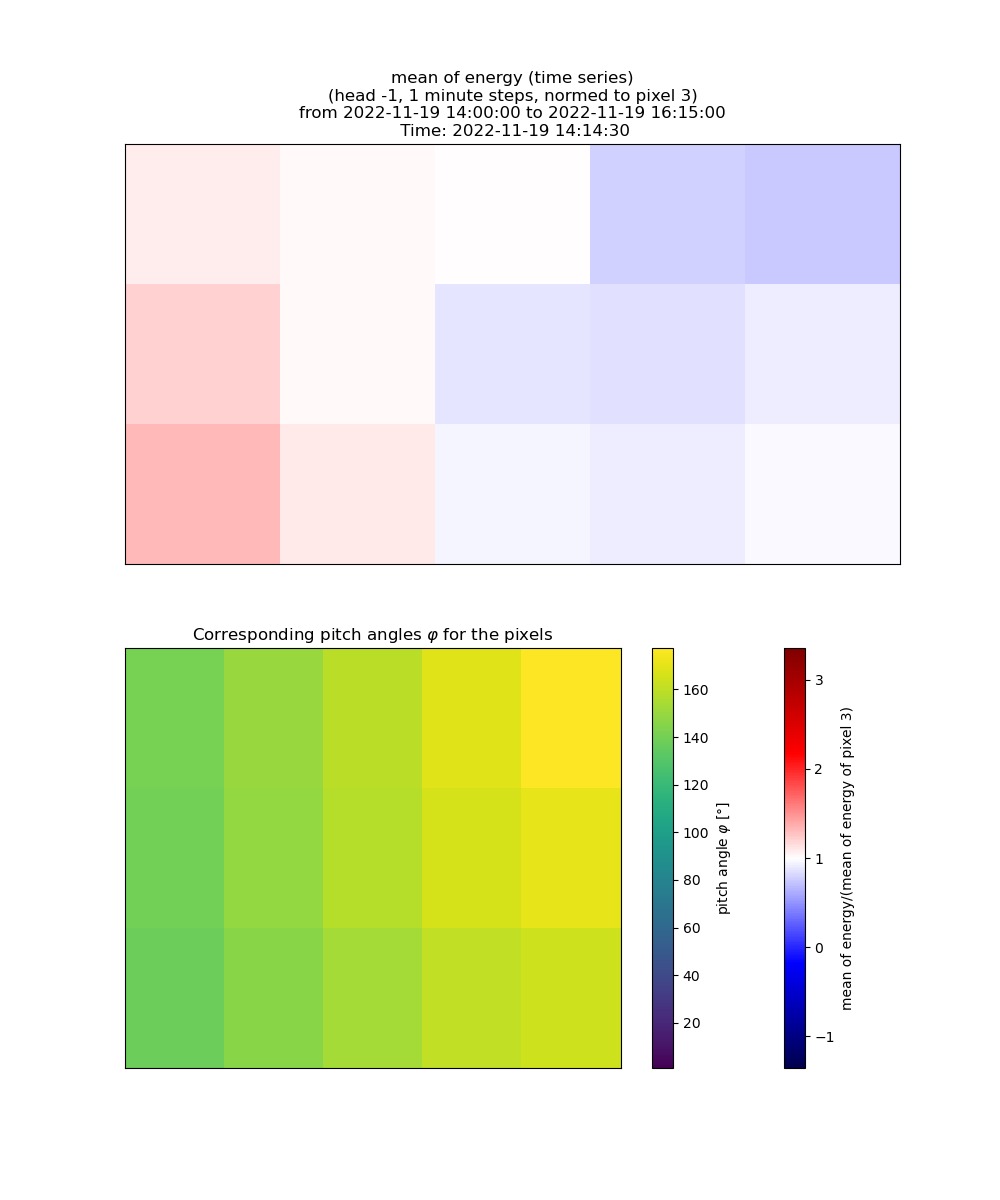 mean of energy (time series)
(head -1, 1 minute steps, normed to pixel 3)
from 2022-11-19 14:00:00 to 2022-11-19 16:15:00
Time: 2022-11-19 14:14:30
Corresponding pitch angles φ for the pixels
160
140
120
100
80
60
40
20
pitch angle φ [°]
3
2
1
0
−1
mean of energy/(mean of energy of pixel 3)